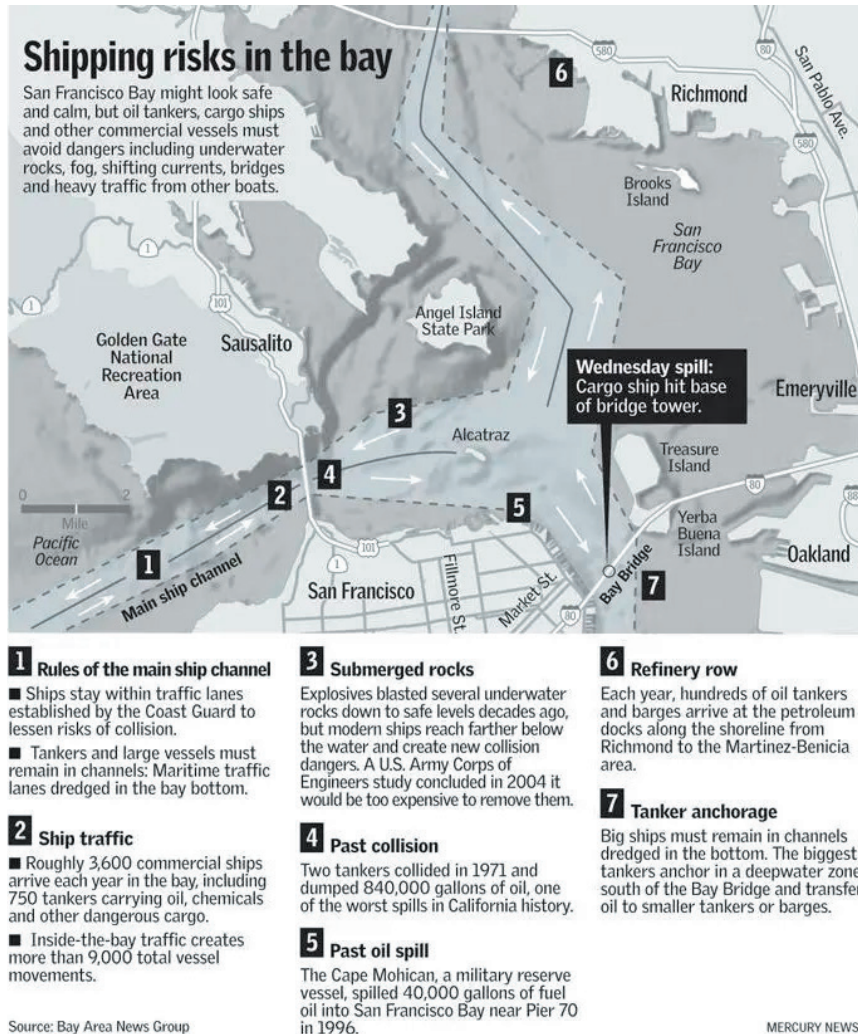 Shipping risks in the bay
San Francisco Bay might look safe
and calm, but oil tankers, cargo ships
and other commercial vessels must
avoid dangers including underwater
rocks, fog, shifting currents, bridges
and heavy traffic from other boats.
580
80
San Pablo Ave.
6
Richmond
580
Brooks
Island
San
Francisco
Bay
1
1
101
Angel Island
State Park
Golden Gate
National
Recreation
Area
Sausalito
Wednesday spill:
Cargo ship hit base
of bridge tower.
Emeryville
3
Alcatraz
4
Treasure
Island
2
80
88
0
2
Mile
5
Pacific
Ocean
Yerba
Buena
Island
Oakland
1
101
1
Main ship channel
San Francisco
Fillmore St.
Market St.
Bay Bridge
80
7
1 Rules of the main ship channel
■ Ships stay within traffic lanes
established by the Coast Guard to
lessen risks of collision.
■ Tankers and large vessels must
remain in channels: Maritime traffic
lanes dredged in the bay bottom.
2 Ship traffic
■ Roughly 3,600 commercial ships
arrive each year in the bay, including
750 tankers carrying oil, chemicals
and other dangerous cargo.
■ Inside-the-bay traffic creates
more than 9,000 total vessel
movements.
3 Submerged rocks
Explosives blasted several underwater
rocks down to safe levels decades ago,
but modern ships reach farther below
the water and create new collision
dangers. A U.S. Army Corps of
Engineers study concluded in 2004 it
would be too expensive to remove them.
4 Past collision
Two tankers collided in 1971 and
dumped 840,000 gallons of oil, one
of the worst spills in California history.
5 Past oil spill
The Cape Mohican, a military reserve
vessel, spilled 40,000 gallons of fuel
oil into San Francisco Bay near Pier 70
in 1996.
6 Refinery row
Each year, hundreds of oil tankers
and barges arrive at the petroleum
docks along the shoreline from
Richmond to the Martinez-Benicia
area.
7 Tanker anchorage
Big ships must remain in channels
dredged in the bottom. The biggest
tankers anchor in a deepwater zone
south of the Bay Bridge and transfer
oil to smaller tankers or barges.
Source: Bay Area News Group
MERCURY NEWS